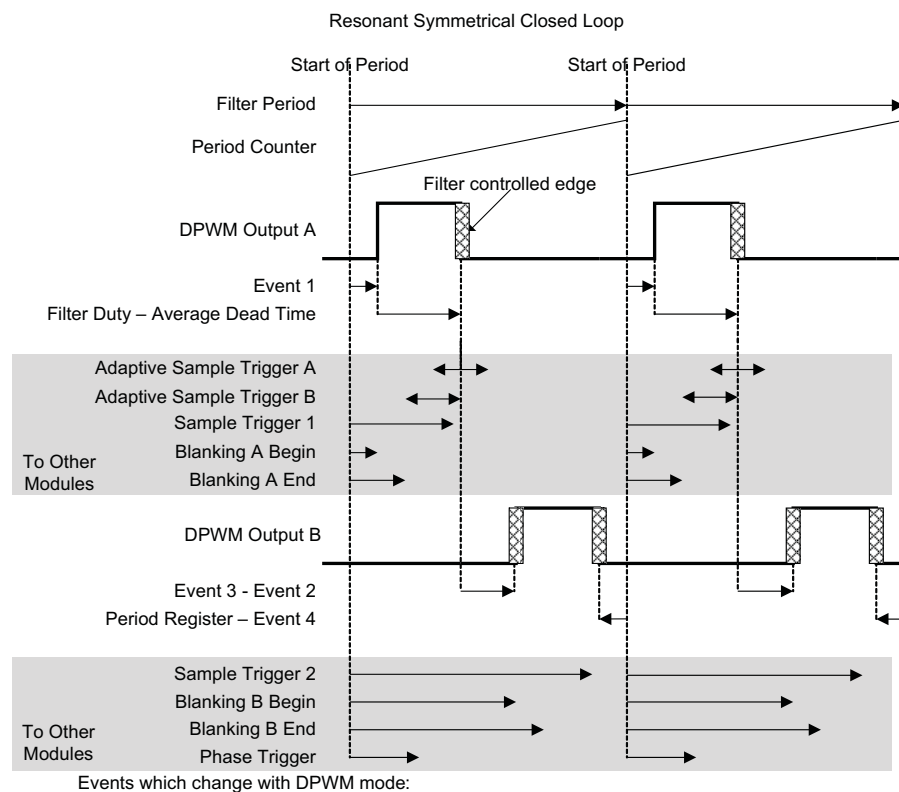 Resonant Symmetrical Closed Loop
Start of Period
Start of Period
Filter Period
Period Counter
Filter controlled edge
DPWM Output A
Event 1
Filter Duty – Average Dead Time
Adaptive Sample Trigger A
Adaptive Sample Trigger B
Sample Trigger 1
Blanking A Begin
To Other
Modules
Blanking A End
DPWM Output B
Event 3 - Event 2
Period Register – Event 4
Sample Trigger 2
Blanking B Begin
Blanking B End
To Other
Modules
Phase Trigger
Events which change with DPWM mode: